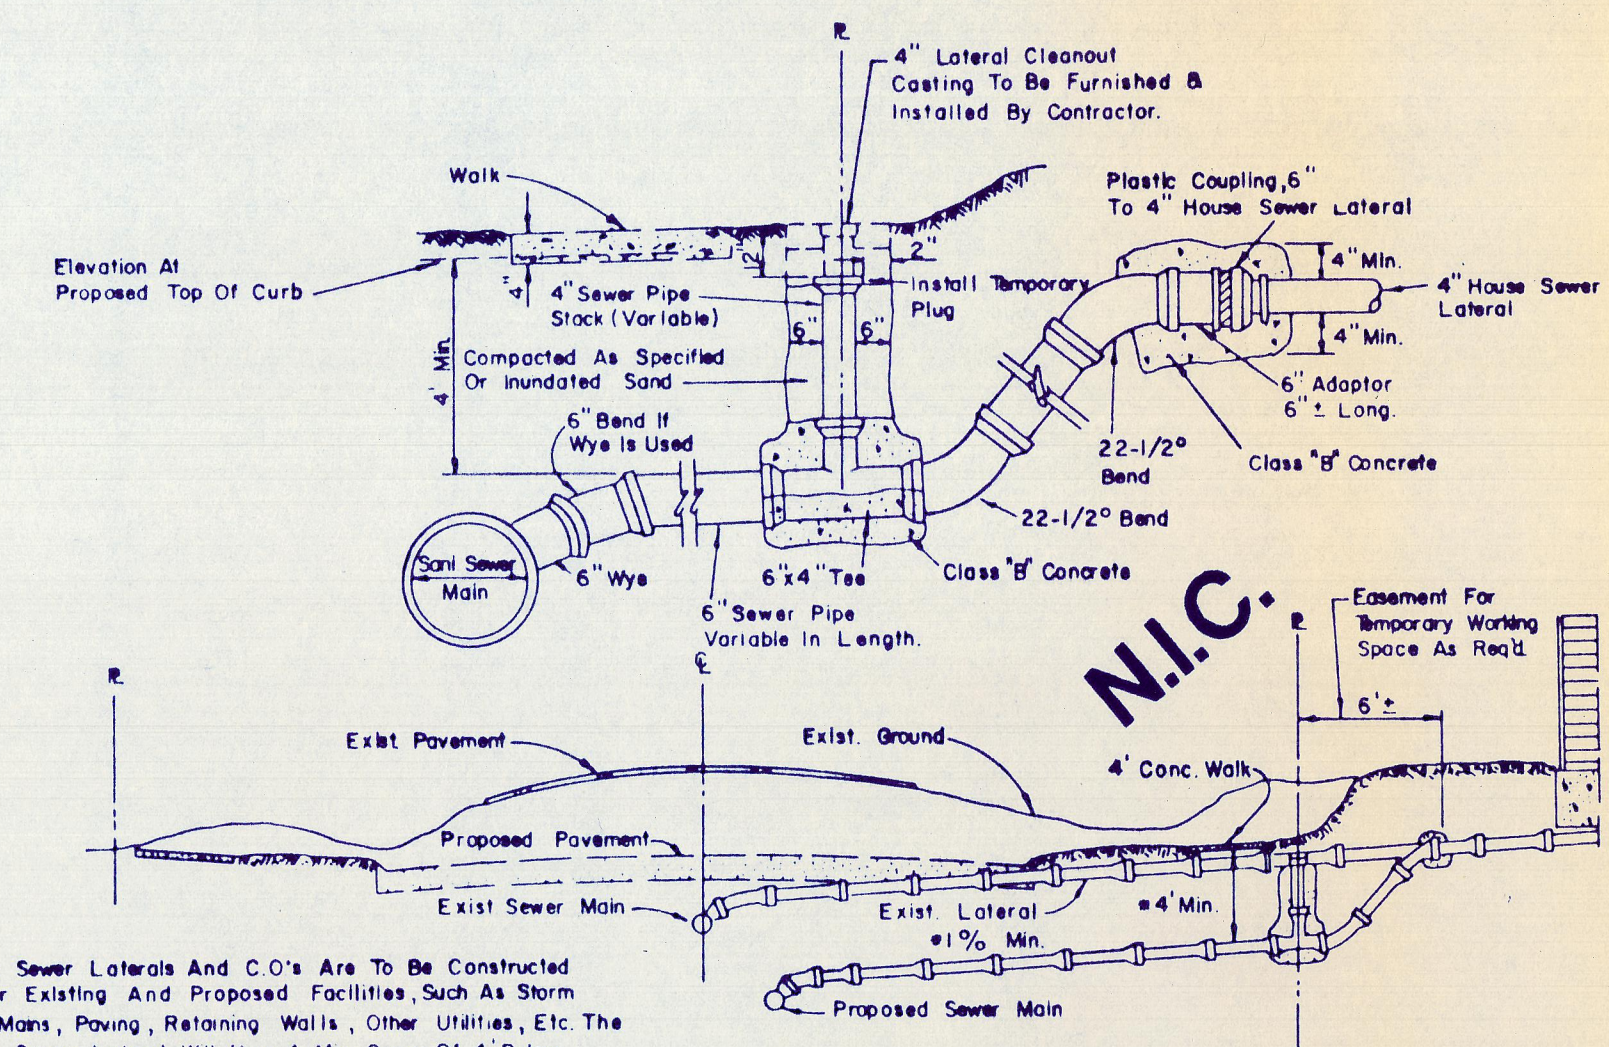 PL
4" Lateral Cleanout
Casting To Be Furnished &
Installed By Contractor.
Walk
Plastic Coupling,6"
To 4" House Sewer Lateral
Elevation At
Proposed Top Of Curb
4"
12"
2"
4" Sewer Pipe
Stack (Variable)
Install Temporary
Plug
4" Min.
4" House Sewer
Lateral
4" Min.
6"
6"
4' Min.
Compacted As Specified
Or Inundated Sand
6" Adaptor
6" ± Long.
6" Bend If
Wye Is Used
22-1/2°
Bend
Class "B" Concrete
22-1/2° Bend
Sani Sewer
Main
6" Wye
6"x4" Tee
Class "B" Concrete
6" Sewer Pipe
Variable In Length.
N.I.C.
Easement For
Temporary Working
Space As Req'd.
PL
CL
PL
6' ±
Exist. Pavement
Exist. Ground
4' Conc. Walk
Proposed Pavement
Exist Sewer Main
Exist. Lateral
1% Min.
4' Min.
Proposed Sewer Main
Sewer Laterals And C.O's Are To Be Constructed
Existing And Proposed Facilities, Such As Storm
Mains, Paving, Retaining Walls, Other Utilities, Etc. The